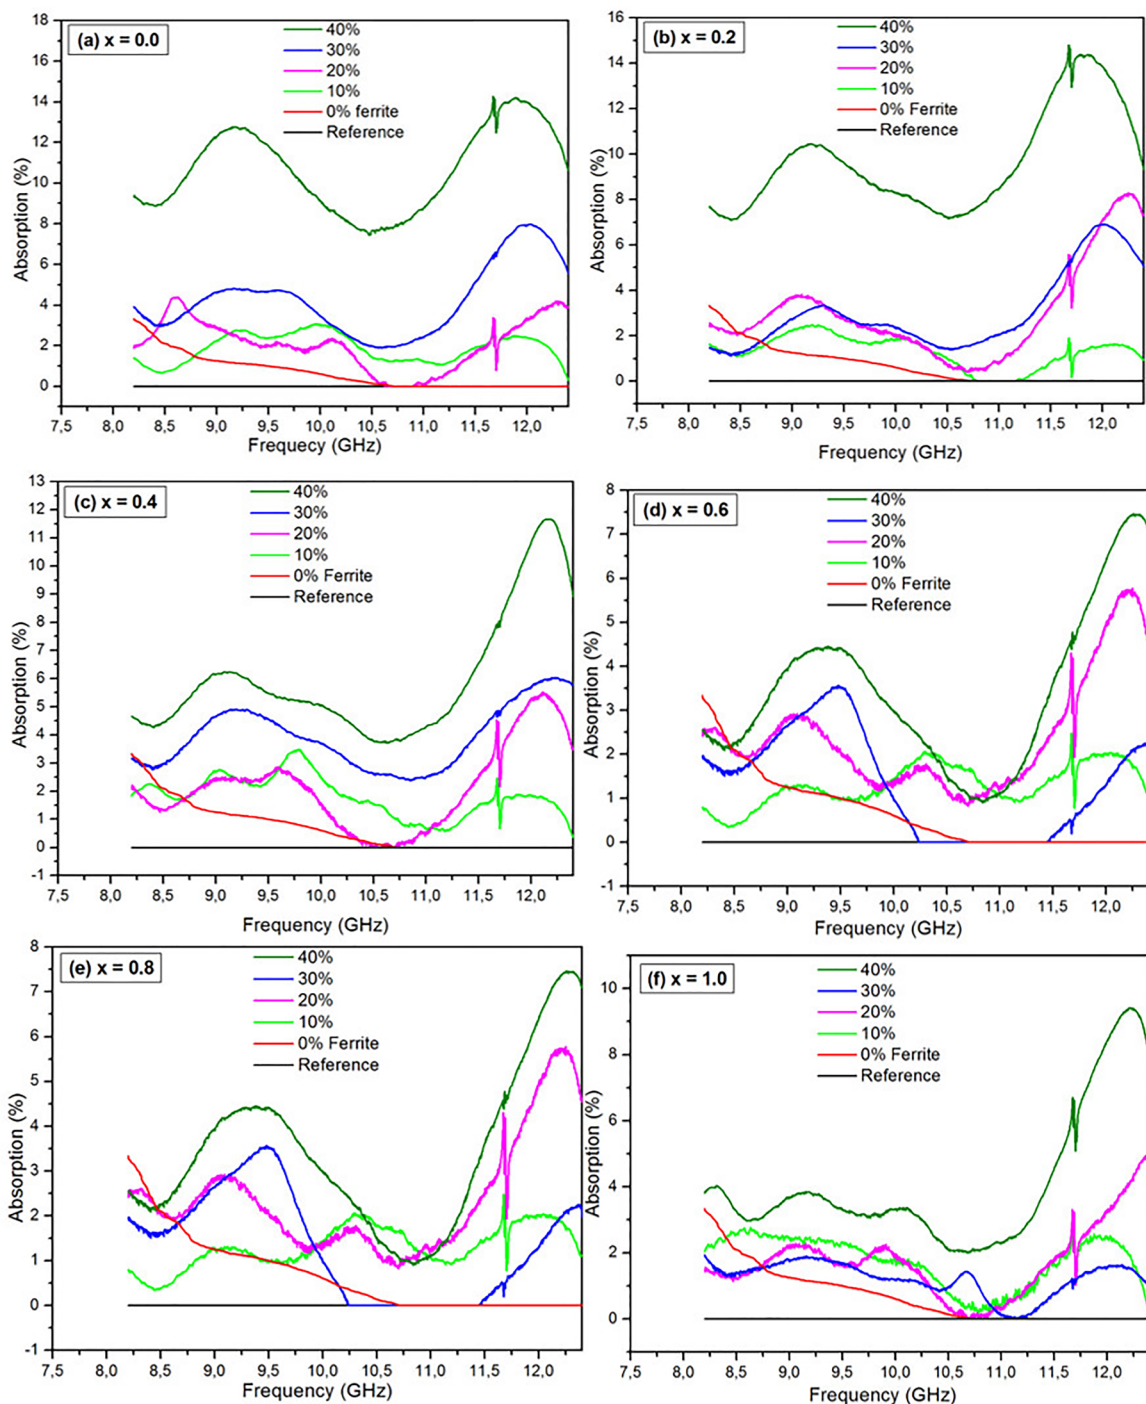 (a) x = 0.0
40%
30%
20%
10%
0% ferrite
Reference
18
16
14
12
10
8
6
4
2
0
Absorption (%)
7,5 8,0 8,5 9,0 9,5 10,0 10,5 11,0 11,5 12,0
Frequecy (GHz)
(b) x = 0.2
40%
30%
20%
10%
0% Ferrite
Reference
16
14
12
10
8
6
4
2
0
Absorption (%)
7,5 8,0 8,5 9,0 9,5 10,0 10,5 11,0 11,5 12,0
Frequency (GHz)
(c) x = 0.4
40%
30%
20%
10%
0% Ferrite
Reference
13
12
11
10
9
8
7
6
5
4
3
2
1
0
-1
Absorption (%)
7,5 8,0 8,5 9,0 9,5 10,0 10,5 11,0 11,5 12,0
Frequency (GHz)
(d) x = 0.6
40%
30%
20%
10%
0% Ferrite
Reference
8
7
6
5
4
3
2
1
0
-1
Absorption (%)
7,5 8,0 8,5 9,0 9,5 10,0 10,5 11,0 11,5 12,0
Frequency (GHz)
(e) x = 0.8
40%
30%
20%
10%
0% Ferrite
Reference
8
7
6
5
4
3
2
1
0
-1
Absorption (%)
7,5 8,0 8,5 9,0 9,5 10,0 10,5 11,0 11,5 12,0
Frequency (GHz)
(f) x = 1.0
40%
30%
20%
10%
0% Ferrite
Reference
10
8
6
4
2
0
Absorption (%)
7,5 8,0 8,5 9,0 9,5 10,0 10,5 11,0 11,5 12,0
Frequency (GHz)